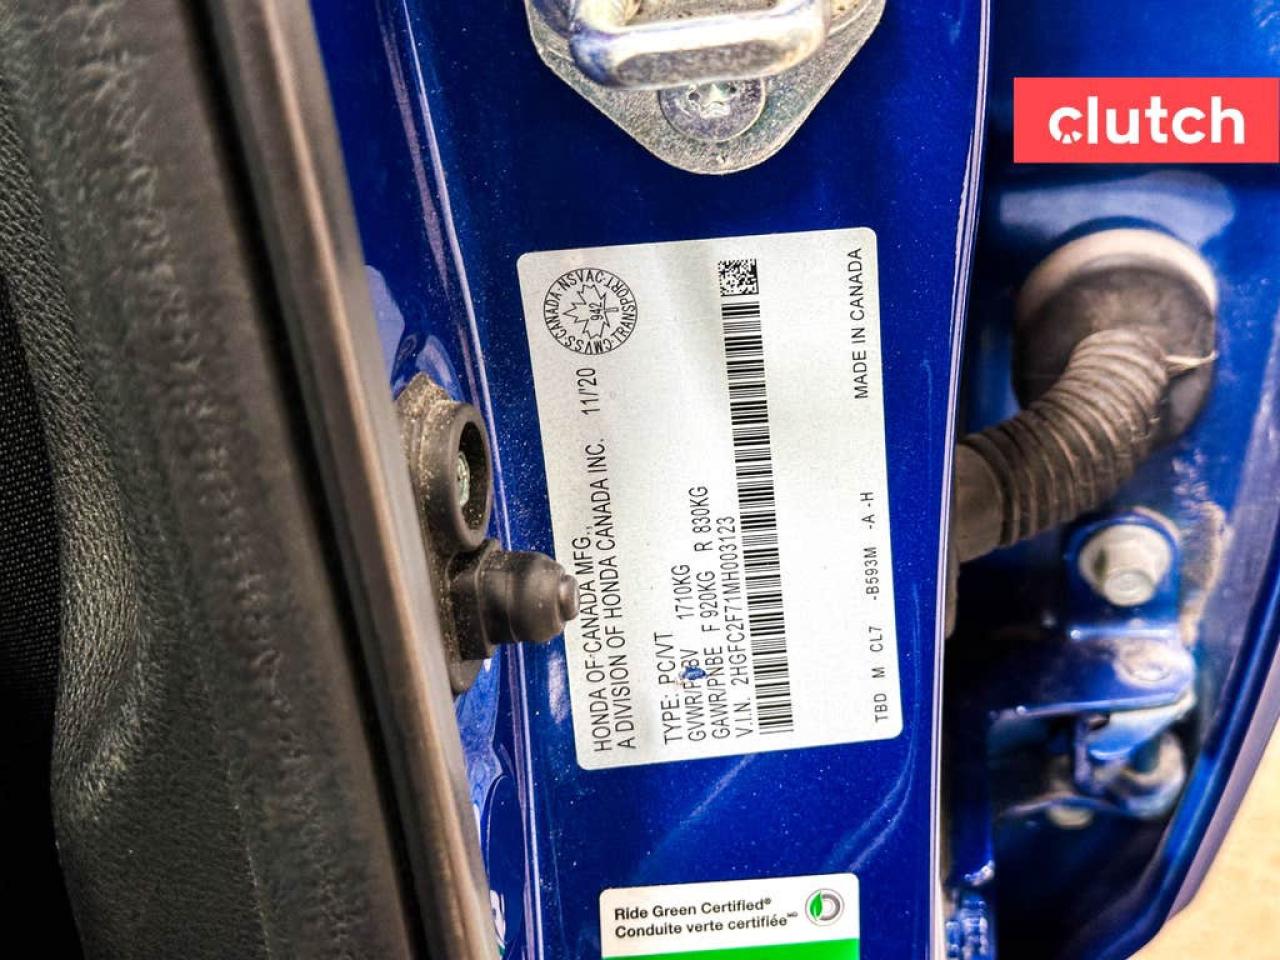 clutch
CMVSS·CANADA·NSVAC·TRANSPORT
942
HONDA OF CANADA MFG.,
A DIVISION OF HONDA CANADA INC. 11/'20
TYPE: PC/VT
1710KG
GAWR/PNBE F 920KG R 830KG
V.I.N. 2HGFC2F71MH003123
MADE IN CANADA
TBD M CL7 -B593M -A -H
Ride Green Certified®
Conduite verte certifiée